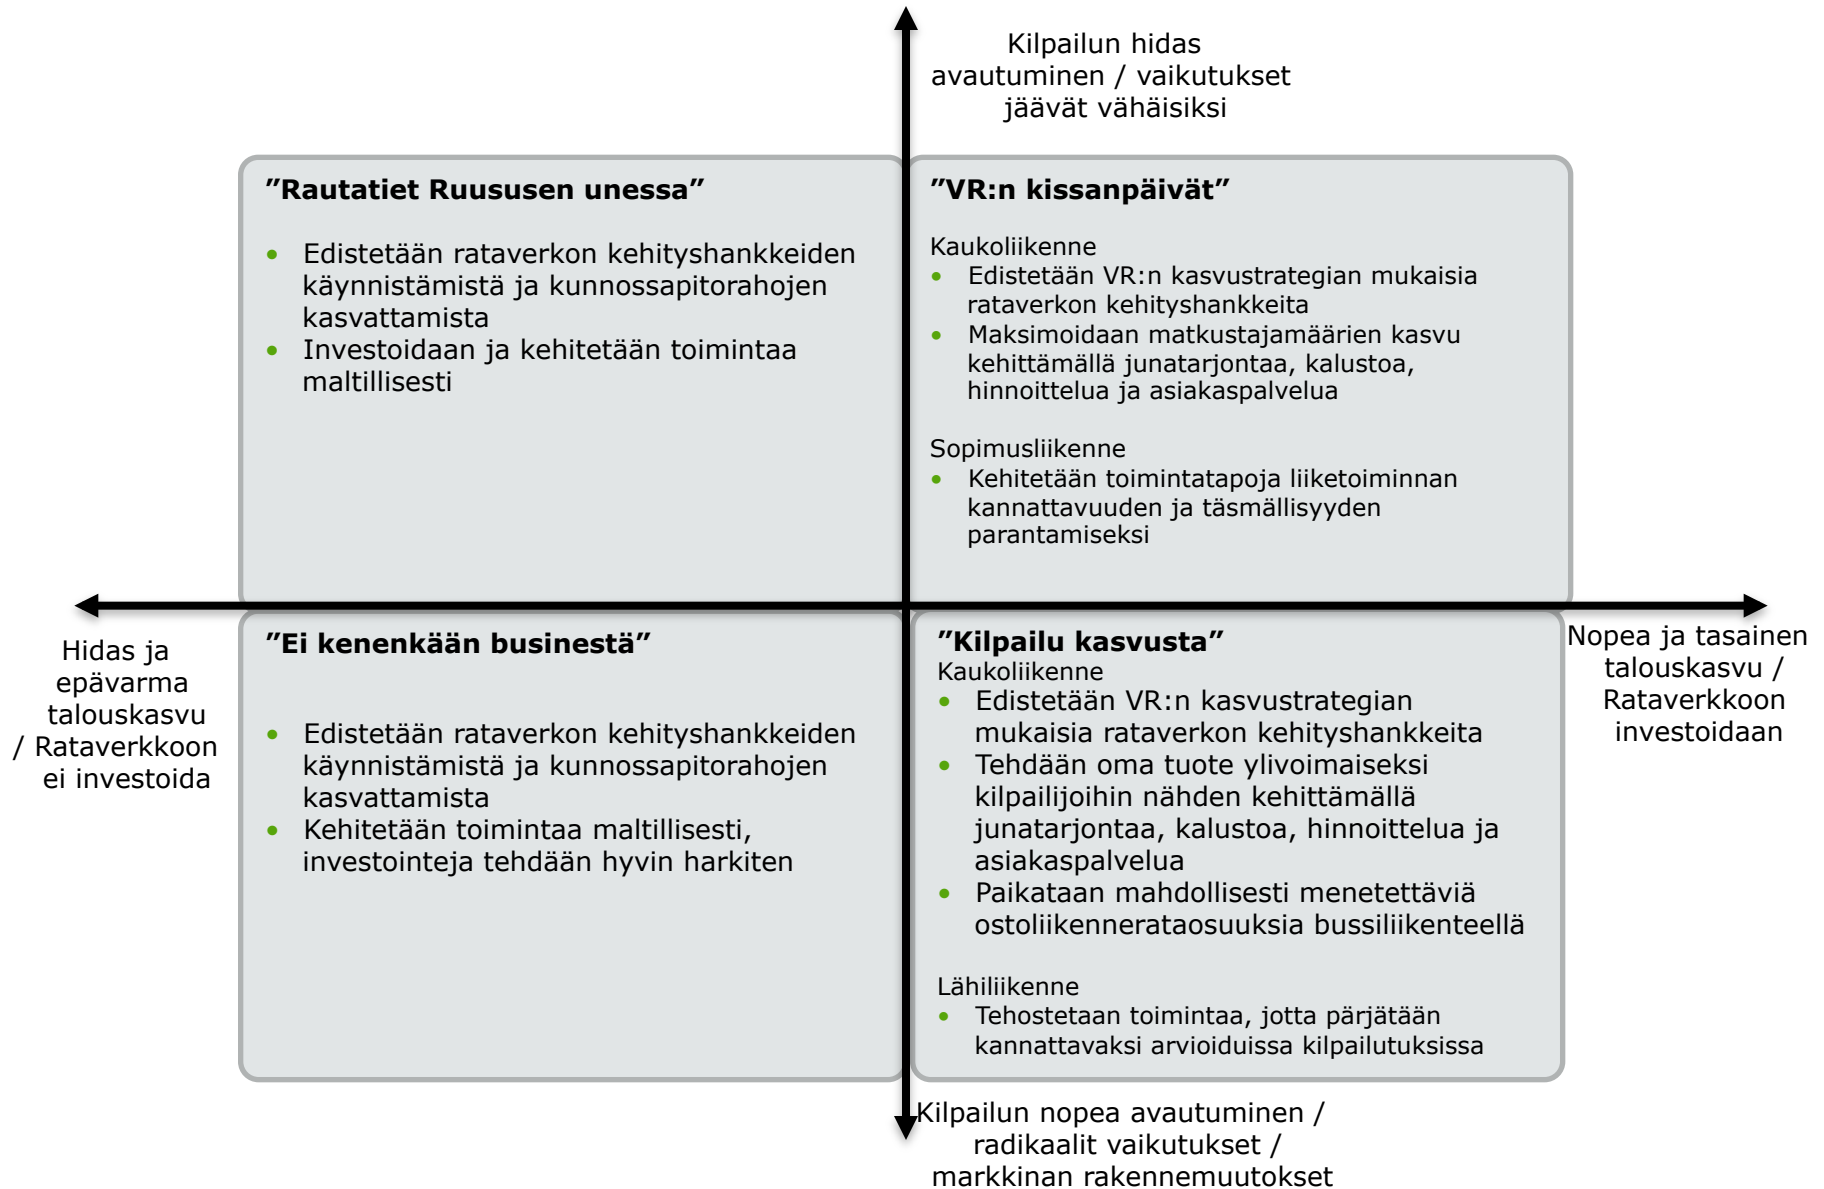 Kilpailun hidas
avautuminen / vaikutukset
jäävät vähäisiksi
”Rautatiet Ruususen unessa”
• Edistetään rataverkon kehityshankkeiden
käynnistämistä ja kunnossapitorahojen
kasvattamista
• Investoidaan ja kehitetään toimintaa
maltillisesti
”VR:n kissanpäivät”
Kaukoliikenne
• Edistetään VR:n kasvustrategian mukaisia
rataverkon kehityshankkeita
• Maksimoidaan matkustajamäärien kasvu
kehittämällä junatarjontaa, kalustoa,
hinnoittelua ja asiakaspalvelua
Sopimusliikenne
• Kehitetään toimintatapoja liiketoiminnan
kannattavuuden ja täsmällisyyden
parantamiseksi
Hidas ja
epävarma
talouskasvu
/ Rataverkkoon
ei investoida
”Ei kenenkään businestä”
• Edistetään rataverkon kehityshankkeiden
käynnistämistä ja kunnossapitorahojen
kasvattamista
• Kehitetään toimintaa maltillisesti,
investointeja tehdään hyvin harkiten
”Kilpailu kasvusta”
Kaukoliikenne
• Edistetään VR:n kasvustrategian
mukaisia rataverkon kehityshankkeita
• Tehdään oma tuote ylivoimaiseksi
kilpailijoihin nähden kehittämällä
junatarjontaa, kalustoa, hinnoittelua ja
asiakaspalvelua
• Paikataan mahdollisesti menetettäviä
ostoliikennerataosuuksia bussiliikenteellä
Lähiliikenne
• Tehostetaan toimintaa, jotta pärjätään
kannattavaksi arvioiduissa kilpailutuksissa
Nopea ja tasainen
talouskasvu /
Rataverkkoon
investoidaan
Kilpailun nopea avautuminen /
radikaalit vaikutukset /
markkinan rakennemuutokset